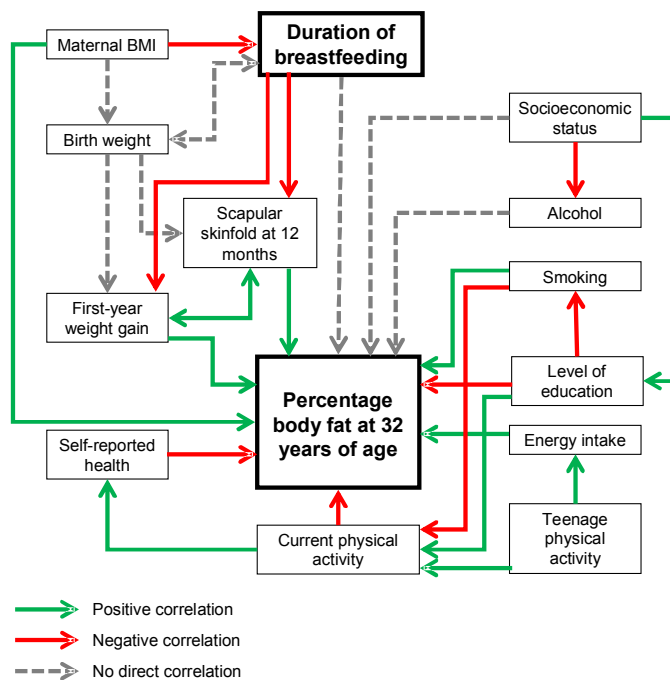 Maternal BMI
Duration of
breastfeeding
Socioeconomic
status
Birth weight
Alcohol
Scapular
skinfold at 12
months
Smoking
First-year
weight gain
Level of
education
Percentage
body fat at 32
years of age
Self-reported
health
Energy intake
Current physical
activity
Teenage
physical
activity
Positive correlation
Negative correlation
No direct correlation